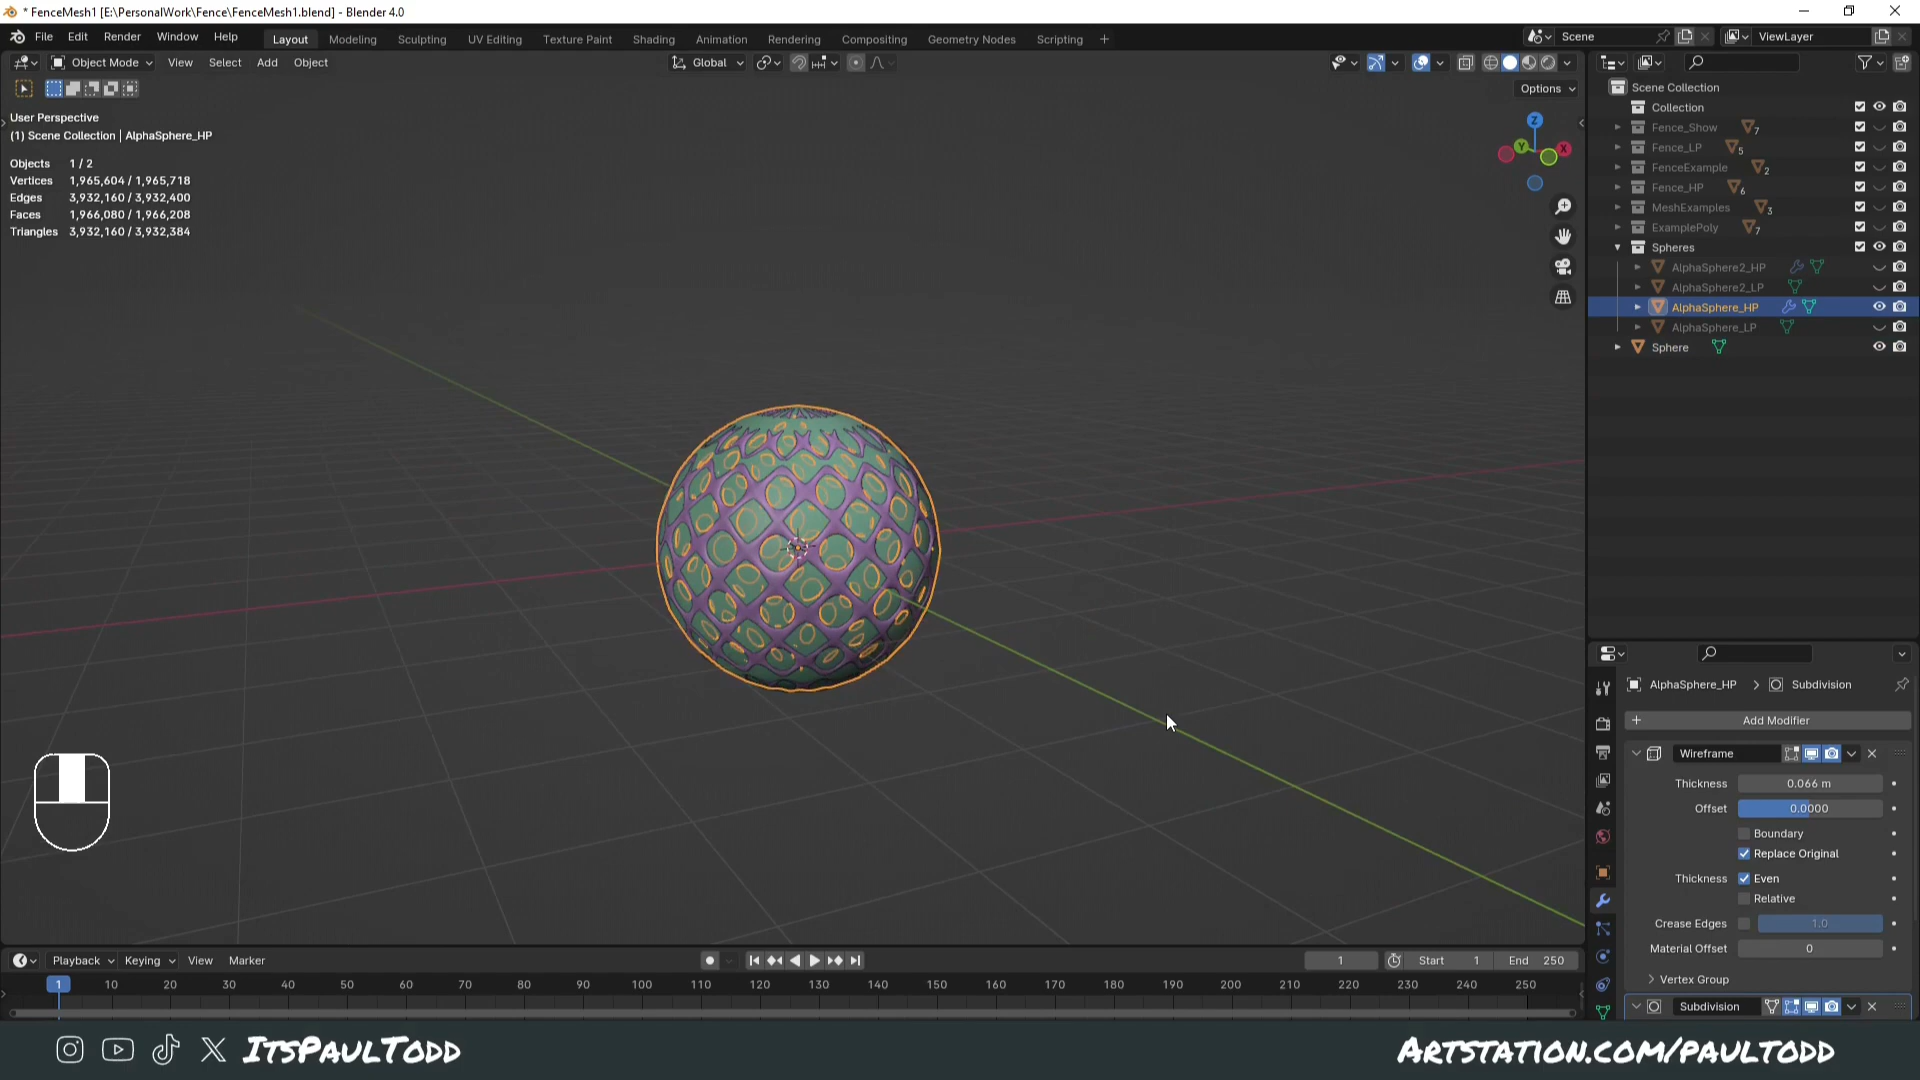 * FenceMesh1 [E:\PersonalWork\Fence\FenceMesh1.blend] - Blender 4.0
File Edit Render Window Help Layout Modeling Sculpting UV Editing Texture Paint Shading Animation Rendering Compositing Geometry Nodes Scripting + Scene ViewLayer
Object Mode View Select Add Object Global
Options
User Perspective
(1) Scene Collection | AlphaSphere_HP
Objects 1 / 2
Vertices 1,965,604 / 1,965,718
Edges 3,932,160 / 3,932,400
Faces 1,966,080 / 1,966,208
Triangles 3,932,160 / 3,932,384
Z
Y X
Scene Collection
Collection
Fence_Show 7
Fence_LP 5
FenceExample 2
Fence_HP 6
MeshExamples 3
ExamplePoly 7
Spheres
AlphaSphere2_HP
AlphaSphere2_LP
AlphaSphere_HP
AlphaSphere_LP
Sphere
AlphaSphere_HP > Subdivision
+ Add Modifier
Wireframe
Thickness 0.066 m
Offset 0.0000
Boundary
Replace Original
Thickness Even
Relative
Crease Edges 1.0
Material Offset 0
Vertex Group
Subdivision
Playback Keying View Marker 1 Start 1 End 250
1 10 20 30 40 50 60 70 80 90 100 110 120 130 140 150 160 170 180 190 200 210 220 230 240 250
ItsPaulTodd
Artstation.com/paultodd